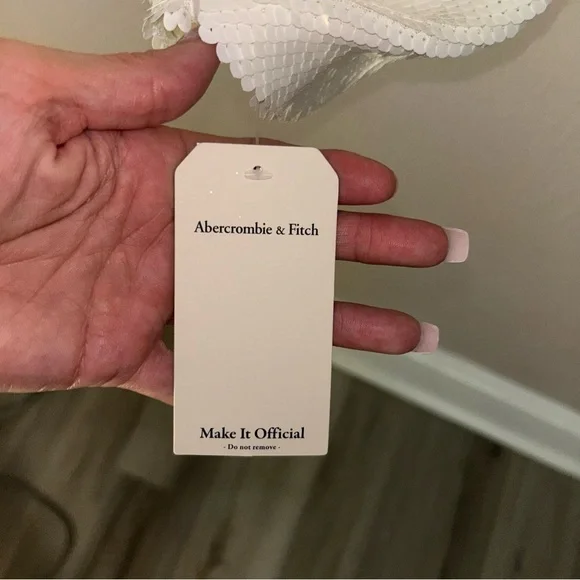 Abercrombie & Fitch
Make It Official
- Do not remove -